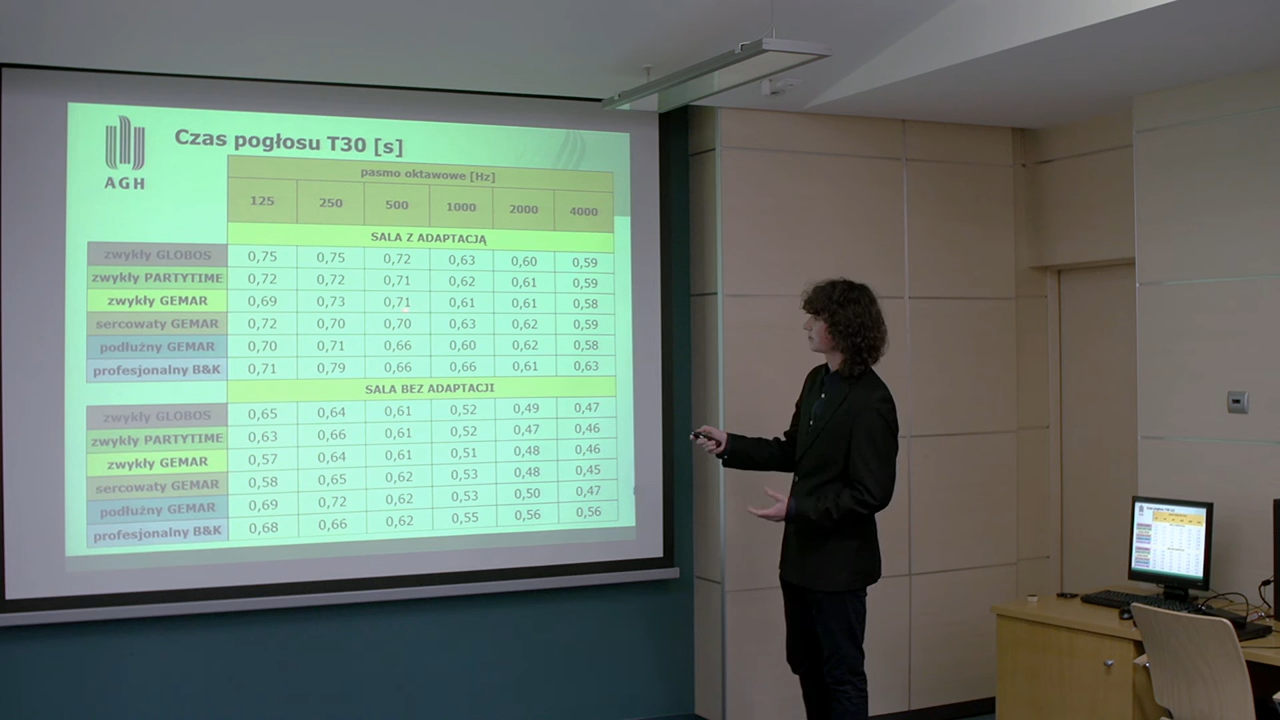 AGH
Czas pogłosu T30 [s]
pasmo oktawowe [Hz]
125 250 500 1000 2000 4000
SALA Z ADAPTACJĄ
zwykły GLOBOS 0,75 0,75 0,72 0,63 0,60 0,59
zwykły PARTYTIME 0,72 0,72 0,71 0,62 0,61 0,59
zwykły GEMAR 0,69 0,73 0,71 0,61 0,61 0,58
sercowaty GEMAR 0,72 0,70 0,70 0,63 0,62 0,59
podłużny GEMAR 0,70 0,71 0,66 0,60 0,62 0,58
profesjonalny B&K 0,71 0,79 0,66 0,66 0,61 0,63
SALA BEZ ADAPTACJI
zwykły GLOBOS 0,65 0,64 0,61 0,52 0,49 0,47
zwykły PARTYTIME 0,63 0,66 0,61 0,52 0,47 0,46
zwykły GEMAR 0,57 0,64 0,61 0,51 0,48 0,46
sercowaty GEMAR 0,58 0,65 0,62 0,53 0,48 0,45
podłużny GEMAR 0,69 0,72 0,62 0,53 0,50 0,47
profesjonalny B&K 0,68 0,66 0,62 0,55 0,56 0,56